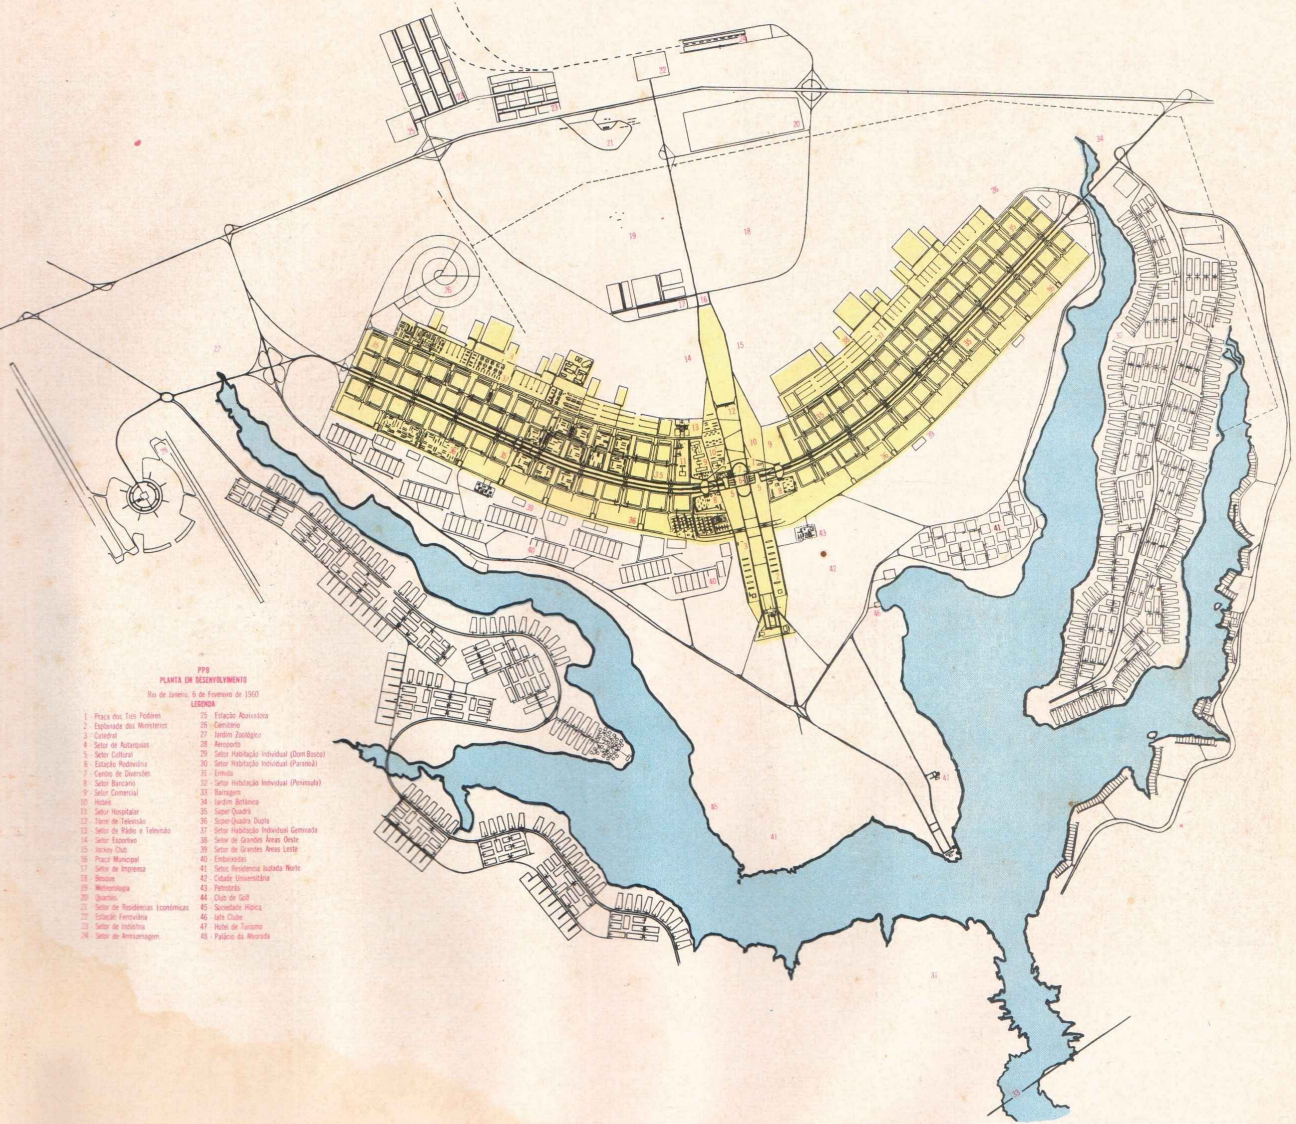 PPB
PLANTA EM DESENVOLVIMENTO
Rio de Janeiro, 6 de Fevereiro de 1960
LEGENDA
1 - Praça dos Três Poderes
2 - Esplanada dos Ministérios
3 - Catedral
4 - Setor de Autarquias
5 - Setor Cultural
6 - Estação Rodoviária
7 - Centro de Diversões
8 - Setor Bancário
9 - Setor Comercial
10 - Hotéis
11 - Setor Hospitalar
12 - Torre de Televisão
13 - Setor de Rádio e Televisão
14 - Setor Esportivo
15 - Jockey Club
16 - Praça Municipal
17 - Setor de Imprensa
18 - Bosque
19 - Meteorologia
20 - Quartéis
21 - Setor de Residências Econômicas
22 - Estação Ferroviária
23 - Setor de Indústria
24 - Setor de Armazenagem
25 - Estação Abaixadora
26 - Cemitério
27 - Jardim Zoológico
28 - Aeroporto
29 - Setor Habitação Individual (Dom Bosco)
30 - Setor Habitação Individual (Paranoá)
31 - Ermida
32 - Setor Habitação Individual (Península)
33 - Barragem
34 - Jardim Botânico
35 - Super Quadra
36 - Super Quadra Dupla
37 - Setor Habitação Individual Geminada
38 - Setor de Grandes Áreas Oeste
39 - Setor de Grandes Áreas Leste
40 - Embaixadas
41 - Setor Residencia Isolada Norte
42 - Cidade Universitária
43 - Petrobrás
44 - Club de Golf
45 - Sociedade Hípica
46 - Iate Clube
47 - Hotel de Turismo
48 - Palácio da Alvorada